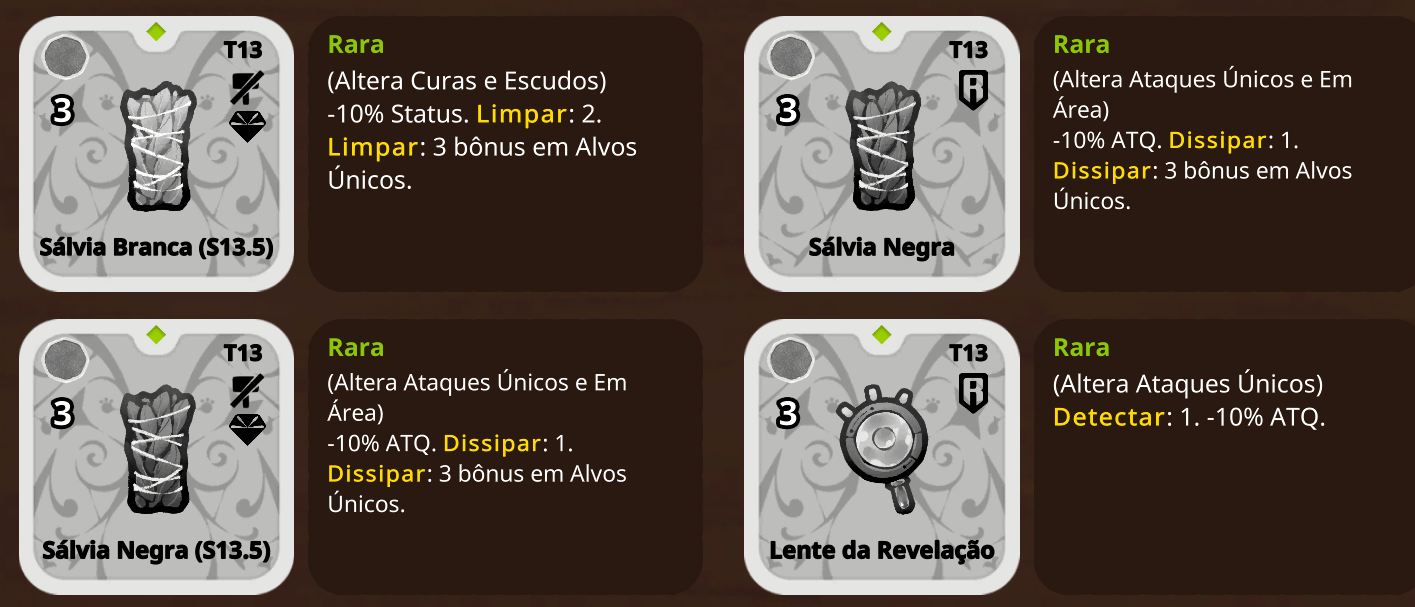 T13
3
Sálvia Branca (S13.5)
Rara
(Altera Curas e Escudos)
-10% Status. Limpar: 2.
Limpar: 3 bônus em Alvos
Únicos.
T13
R
3
Sálvia Negra
Rara
(Altera Ataques Únicos e Em
Área)
-10% ATQ. Dissipar: 1.
Dissipar: 3 bônus em Alvos
Únicos.
T13
3
Sálvia Negra (S13.5)
Rara
(Altera Ataques Únicos e Em
Área)
-10% ATQ. Dissipar: 1.
Dissipar: 3 bônus em Alvos
Únicos.
T13
R
3
Lente da Revelação
Rara
(Altera Ataques Únicos)
Detectar: 1. -10% ATQ.